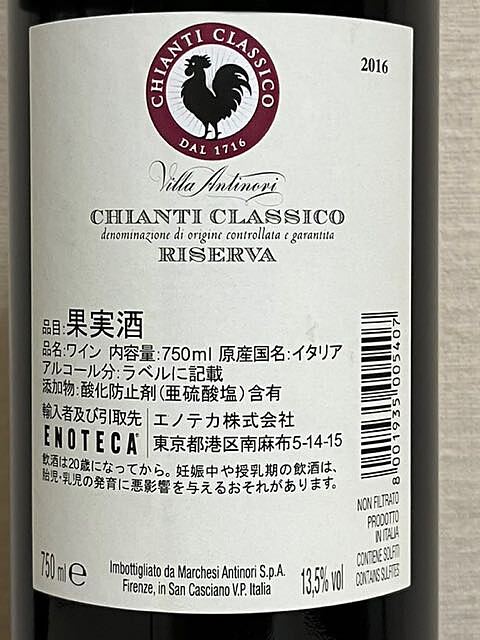 CHIANTI CLASSICO
DAL 1716
2016
Villa Antinori
CHIANTI CLASSICO
denominazione di origine controllata e garantita
RISERVA
品目:果実酒
品名:ワイン 内容量:750ml 原産国名:イタリア
アルコール分:ラベルに記載
添加物:酸化防止剤(亜硫酸塩)含有
輸入者及び引取先 エノテカ株式会社
ENOTECA 東京都港区南麻布5-14-15
飲酒は20歳になってから。妊娠中や授乳期の飲酒は、
胎児・乳児の発育に悪影響を与えるおそれがあります。
8 001935 005407
NON FILTRATO
PRODOTTO
IN ITALIA
CONTIENE SOLFITI
CONTAINS SULFITES
750 ml e
Imbottigliato da Marchesi Antinori S.p.A.
Firenze, in San Casciano V.P. Italia
13,5% vol